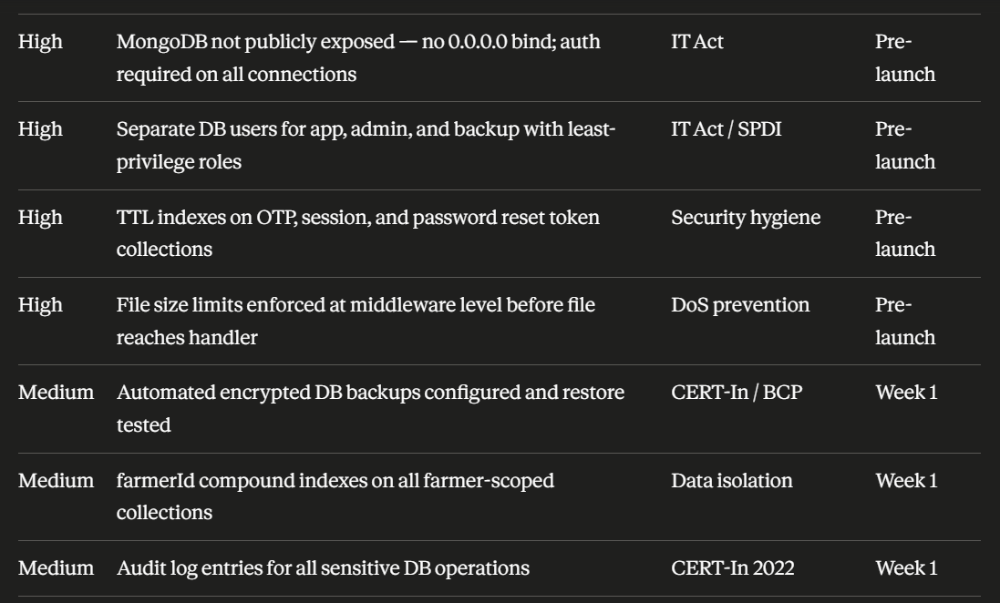 High MongoDB not publicly exposed — no 0.0.0.0 bind; auth IT Act Pre-
required on all connections launch
High Separate DB users for app, admin, and backup with least- IT Act / SPDI Pre-
privilege roles launch
High TTL indexes on OTP, session, and password reset token Security hygiene Pre-
collections launch
High File size limits enforced at middleware level before file DoS prevention Pre-
reaches handler launch
Medium Automated encrypted DB backups configured and restore CERT-In / BCP Week 1
tested
Medium farmerId compound indexes on all farmer-scoped Data isolation Week 1
collections
Medium Audit log entries for all sensitive DB operations CERT-In 2022 Week 1